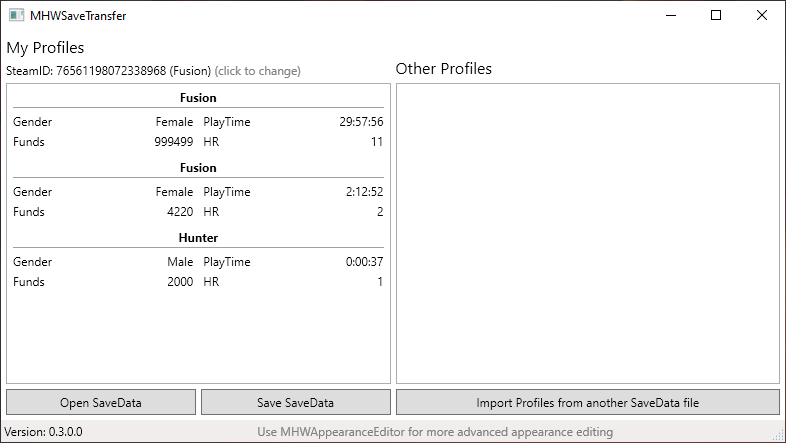 MHWSaveTransfer
My Profiles
SteamID: 76561198072338968 (Fusion) (click to change)
Fusion
Gender Female PlayTime 29:57:56
Funds 999499 HR 11
Fusion
Gender Female PlayTime 2:12:52
Funds 4220 HR 2
Hunter
Gender Male PlayTime 0:00:37
Funds 2000 HR 1
Open SaveData Save SaveData
Other Profiles
Import Profiles from another SaveData file
Version: 0.3.0.0 Use MHWAppearanceEditor for more advanced appearance editing